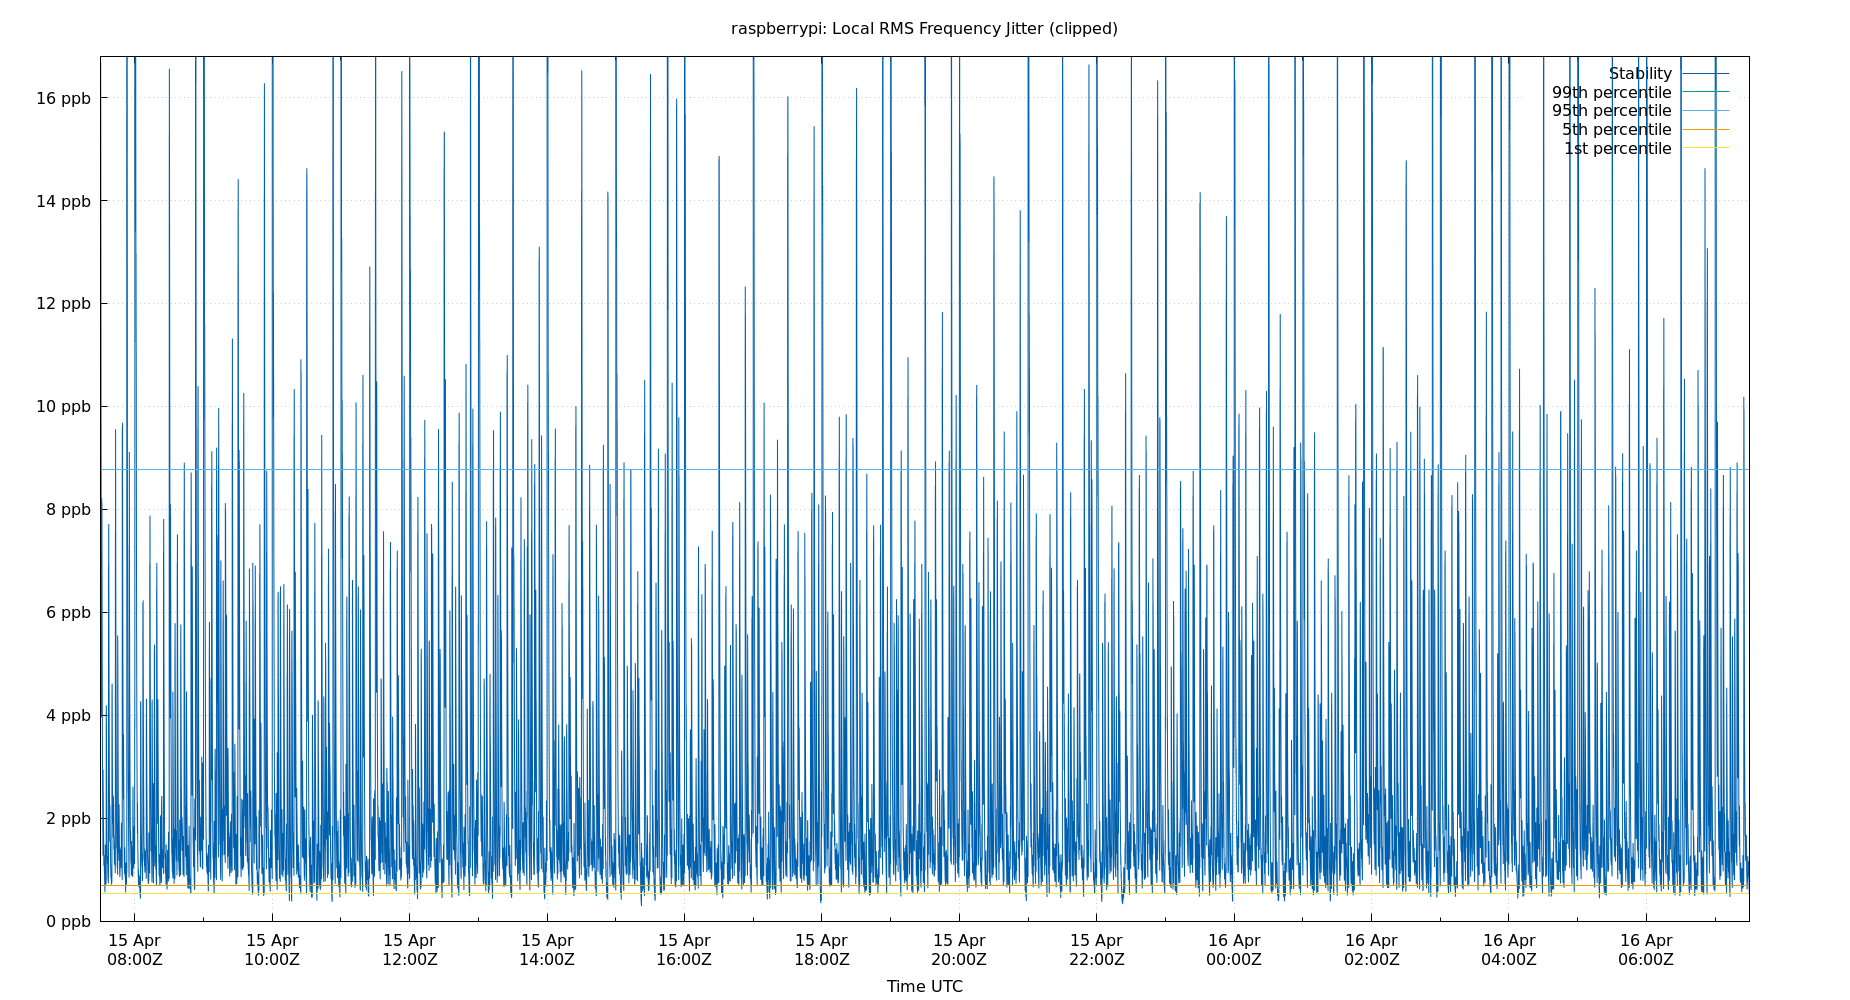 raspberrypi: Local RMS Frequency Jitter (clipped)
Stability
99th percentile
95th percentile
5th percentile
1st percentile
16 ppb
14 ppb
12 ppb
10 ppb
8 ppb
6 ppb
4 ppb
2 ppb
0 ppb
15 Apr 15 Apr 15 Apr 15 Apr 15 Apr 15 Apr 15 Apr 15 Apr 16 Apr 16 Apr 16 Apr 16 Apr
08:00Z 10:00Z 12:00Z 14:00Z 16:00Z 18:00Z 20:00Z 22:00Z 00:00Z 02:00Z 04:00Z 06:00Z
Time UTC